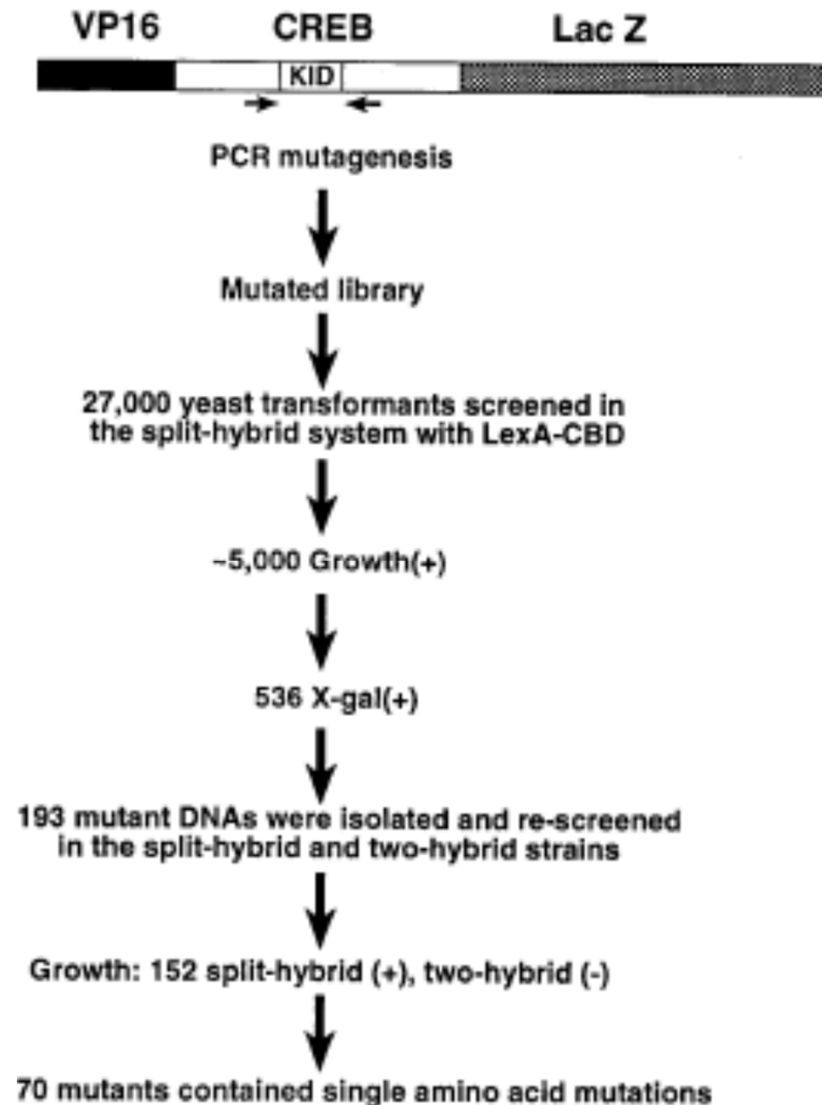 VP16 CREB Lac Z
KID
PCR mutagenesis
Mutated library
27,000 yeast transformants screened in
the split-hybrid system with LexA-CBD
~5,000 Growth(+)
536 X-gal(+)
193 mutant DNAs were isolated and re-screened
in the split-hybrid and two-hybrid strains
Growth: 152 split-hybrid (+), two-hybrid (-)
70 mutants contained single amino acid mutations